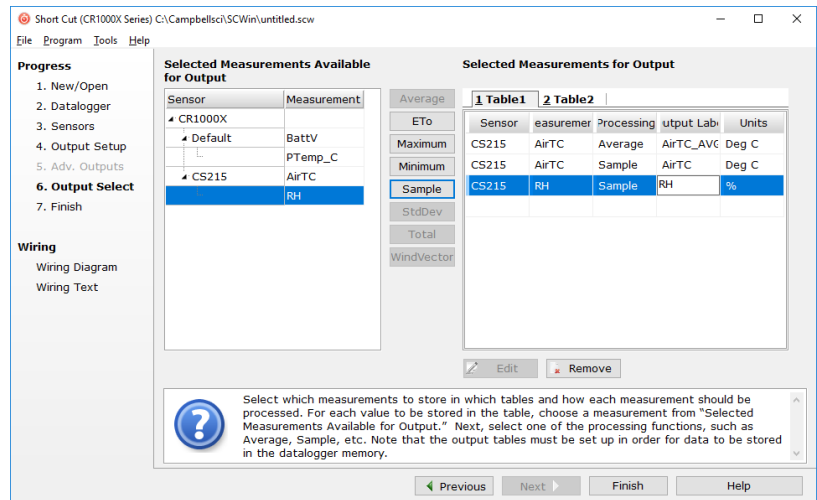 Short Cut (CR1000X Series) C:\Campbellsci\SCWin\untitled.scw
File Program Tools Help
Progress
1. New/Open
2. Datalogger
3. Sensors
4. Output Setup
5. Adv. Outputs
6. Output Select
7. Finish
Wiring
Wiring Diagram
Wiring Text
Selected Measurements Available
for Output
Sensor Measurement
CR1000X
Default BattV
PTemp_C
CS215 AirTC
RH
Average
ETo
Maximum
Minimum
Sample
StdDev
Total
WindVector
Selected Measurements for Output
1 Table1 2 Table2
Sensor easuremer Processing utput Labe Units
CS215 AirTC Average AirTC_AVG Deg C
CS215 AirTC Sample AirTC Deg C
CS215 RH Sample RH %
Edit Remove
Select which measurements to store in which tables and how each measurement should be
processed. For each value to be stored in the table, choose a measurement from "Selected
Measurements Available for Output." Next, select one of the processing functions, such as
Average, Sample, etc. Note that the output tables must be set up in order for data to be stored
in the datalogger memory.
Previous Next Finish Help